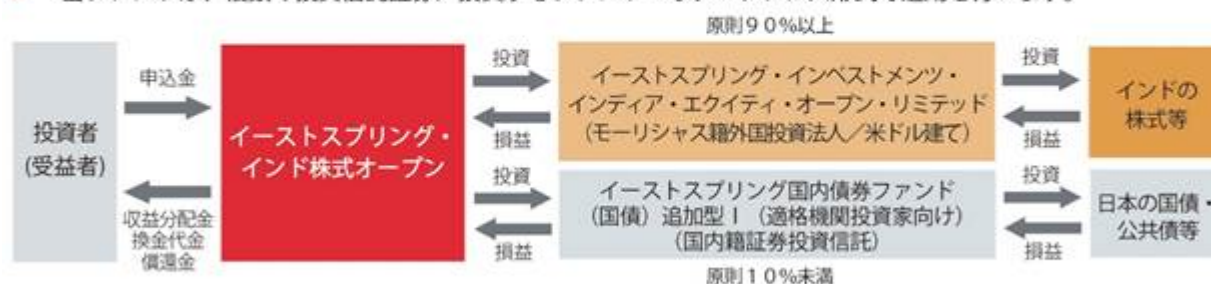 原則90%以上
申込金
投資者
(受益者)
収益分配金
換金代金
償還金
イーストスプリング・
インド株式オープン
投資
損益
イーストスプリング・インベストメンツ・
インディア・エクイティ・オープン・リミテッド
(モーリシャス籍外国投資法人/米ドル建て)
投資
損益
インドの
株式等
投資
損益
イーストスプリング国内債券ファンド
(国債)追加型I(適格機関投資家向け)
(国内籍証券投資信託)
投資
損益
日本の国債・
公共債等
原則10%未満